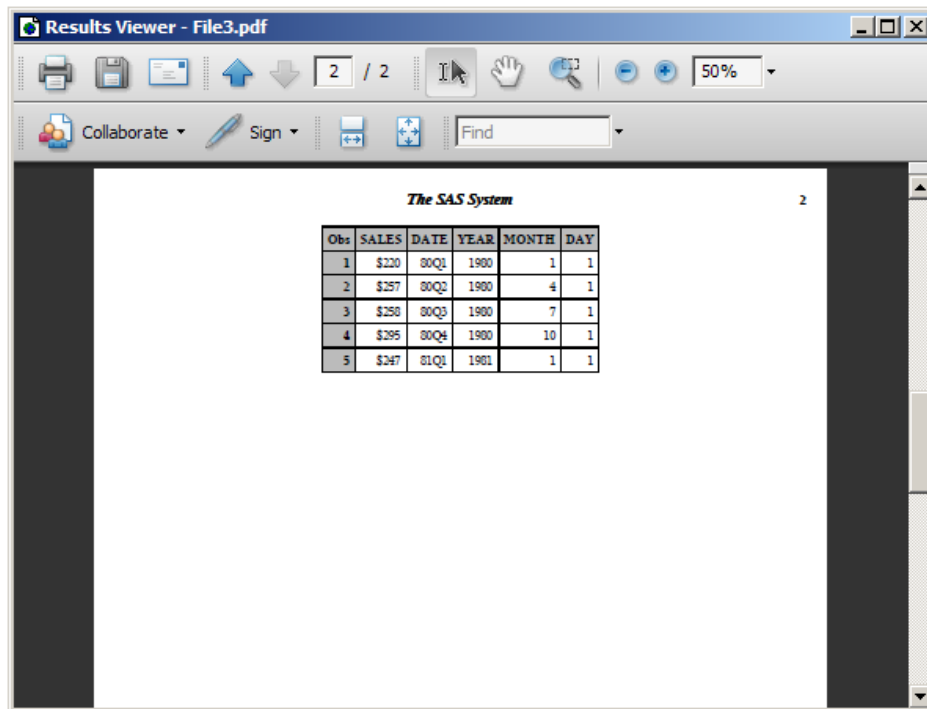 Results Viewer - File3.pdf
2 / 2 50%
Collaborate Sign Find
The SAS System 2
Obs SALES DATE YEAR MONTH DAY
1 $220 80Q1 1980 1 1
2 $257 80Q2 1980 4 1
3 $258 80Q3 1980 7 1
4 $295 80Q4 1980 10 1
5 $247 81Q1 1981 1 1